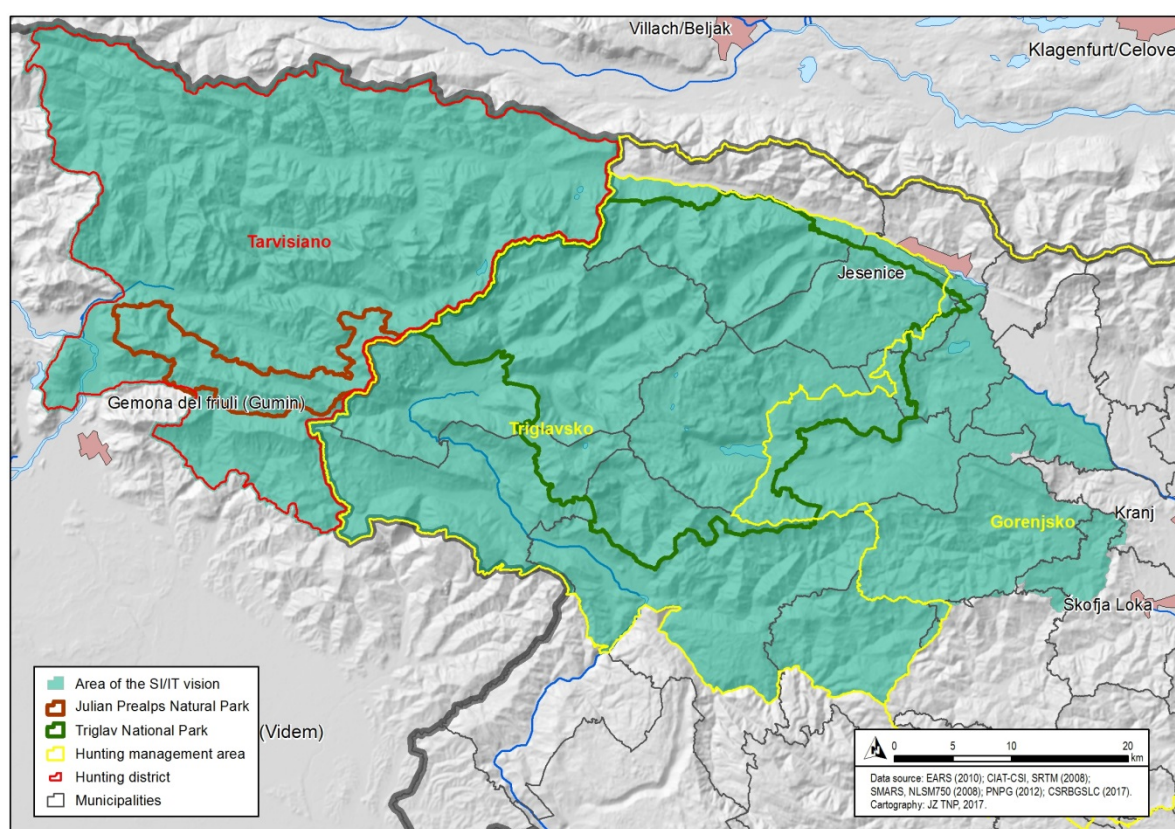 Villach/Beljak
Klagenfurt/Celove
Tarvisiano
Jesenice
Gemona del friuli (Gumin)
Triglavsko
Gorenjsko
Kranj
Škofja Loka
Area of the SI/IT vision
Julian Prealps Natural Park
Triglav National Park
Hunting management area
Hunting district
Municipalities
(Videm)
N
0 5 10 20
km
Data source: EARS (2010); CIAT-CSI, SRTM (2008);
SMARS, NLSM750 (2008); PNPG (2012); CSRBGSLC (2017).
Cartography: JZ TNP, 2017.